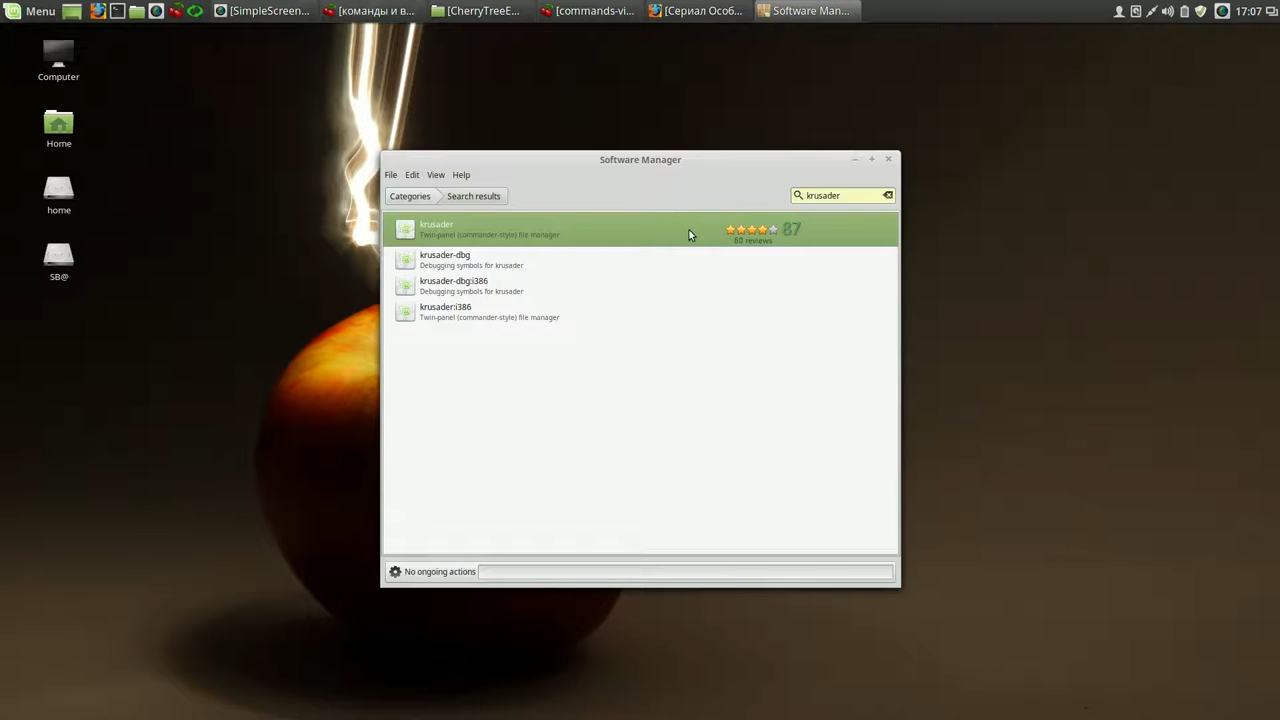 Menu
[SimpleScreen...
[команды и в...
[CherryTreeE...
[commands-vi...
[Сериал Особ...
Software Man...
17:07
Computer
Home
home
SB@
Software Manager
File Edit View Help
Categories
Search results
krusader
krusader
Twin-panel (commander-style) file manager
87
60 reviews
krusader-dbg
Debugging symbols for krusader
krusader-dbg:i386
Debugging symbols for krusader
krusader:i386
Twin-panel (commander-style) file manager
No ongoing actions